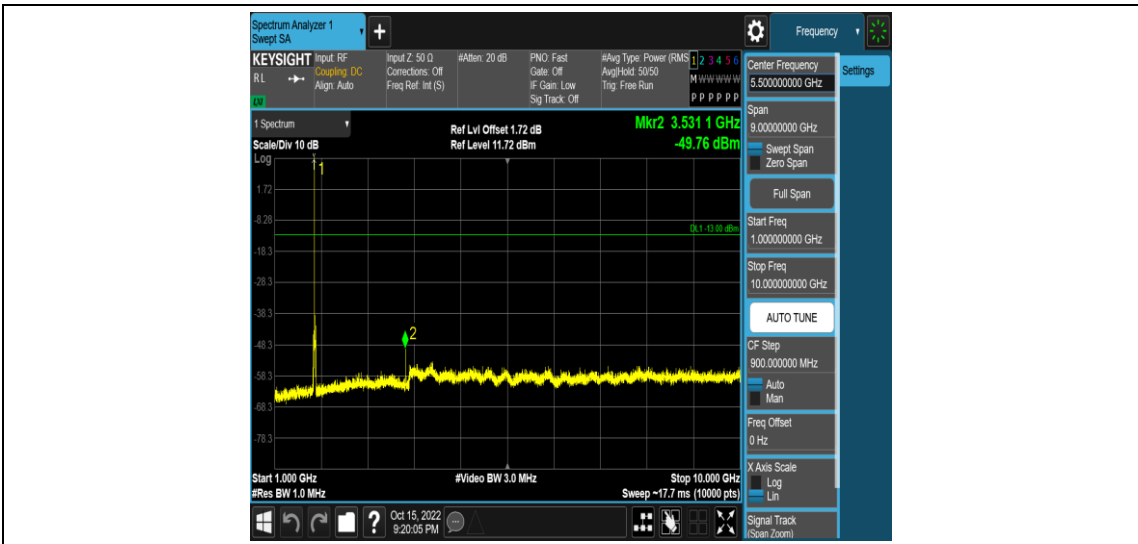 Spectrum Analyzer 1
Swept SA
Frequency
KEYSIGHT
R L
LXI
Input: RF
Coupling: DC
Align: Auto
Input Z: 50 Ω
Corrections: Off
Freq Ref: Int (S)
#Atten: 20 dB
PNO: Fast
Gate: Off
IF Gain: Low
Sig Track: Off
#Avg Type: Power (RMS
Avg|Hold: 50/50
Trig: Free Run
1 2 3 4 5 6
M W W W W W
P P P P P P
1 Spectrum
Scale/Div 10 dB
Log
Ref Lvl Offset 1.72 dB
Ref Level 11.72 dBm
Mkr2 3.531 1 GHz
-49.76 dBm
1
1.72
-8.28
DL1 -13.00 dBm
-18.3
-28.3
-38.3
2
-48.3
-58.3
-68.3
-78.3
Start 1.000 GHz
#Res BW 1.0 MHz
#Video BW 3.0 MHz
Stop 10.000 GHz
Sweep ~17.7 ms (10000 pts)
?
Oct 15, 2022
9:20:05 PM
Center Frequency
5.500000000 GHz
Settings
Span
9.00000000 GHz
Swept Span
Zero Span
Full Span
Start Freq
1.000000000 GHz
Stop Freq
10.000000000 GHz
AUTO TUNE
CF Step
900.000000 MHz
Auto
Man
Freq Offset
0 Hz
X Axis Scale
Log
Lin
Signal Track
(Span Zoom)